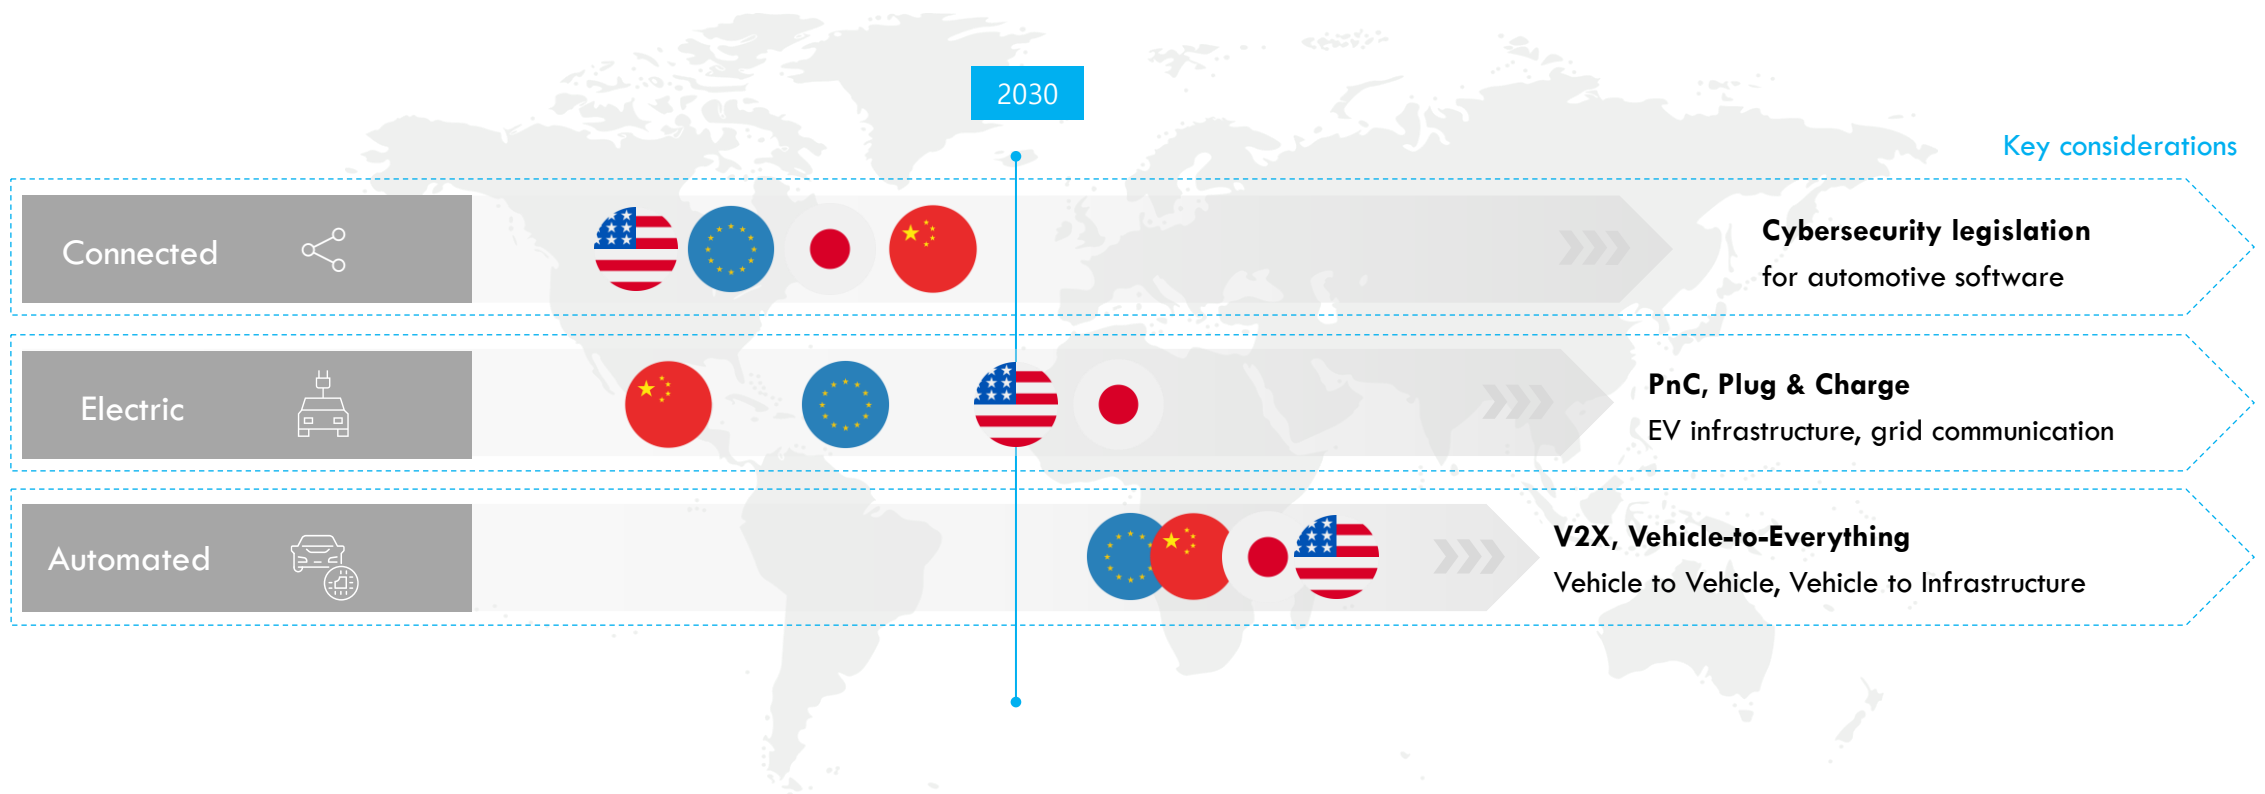 2030
Key considerations
Connected
Cybersecurity legislation
for automotive software
Electric
PnC, Plug & Charge
EV infrastructure, grid communication
Automated
V2X, Vehicle-to-Everything
Vehicle to Vehicle, Vehicle to Infrastructure